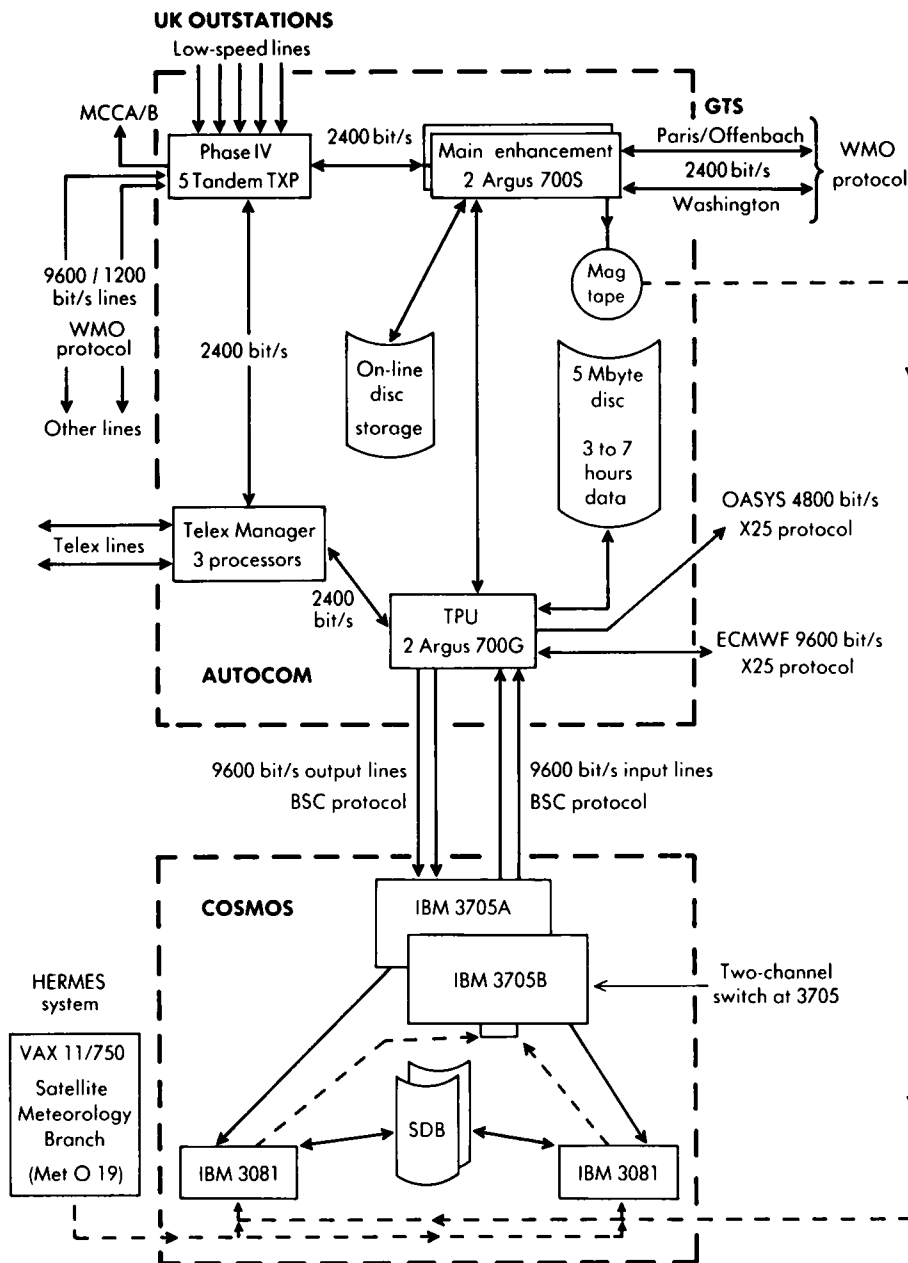 UK OUTSTATIONS
Low-speed lines
MCCA/B
GTS
Phase IV
5 Tandem TXP
2400 bit/s
Main enhancement
2 Argus 700S
Paris/Offenbach
2400 bit/s
Washington
WMO
protocol
9600 / 1200
bit/s lines
WMO
protocol
Other lines
2400 bit/s
Mag
tape
On-line
disc
storage
5 Mbyte
disc
3 to 7
hours
data
OASYS 4800 bit/s
X25 protocol
Telex lines
Telex Manager
3 processors
2400
bit/s
TPU
2 Argus 700G
ECMWF 9600 bit/s
X25 protocol
AUTOCOM
9600 bit/s output lines
BSC protocol
9600 bit/s input lines
BSC protocol
COSMOS
IBM 3705A
IBM 3705B
Two-channel
switch at 3705
HERMES
system
VAX 11/750
Satellite
Meteorology
Branch
(Met O 19)
SDB
IBM 3081
IBM 3081